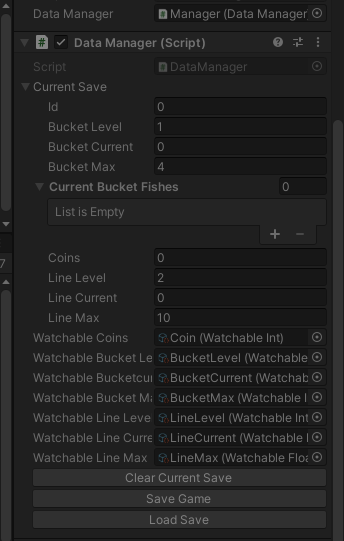 Data Manager Manager (Data Manager
# Data Manager (Script)
Script # DataManager
Current Save
Id 0
Bucket Level 1
Bucket Current 0
Bucket Max 4
Current Bucket Fishes 0
List is Empty
+ −
7
Coins 0
Line Level 2
Line Current 0
Line Max 10
Watchable Coins Coin (Watchable Int)
Watchable Bucket Le BucketLevel (Watchable
Watchable Bucketcur BucketCurrent (Watchab
Watchable Bucket Ma BucketMax (Watchable I
Watchable Line Leve LineLevel (Watchable Int
Watchable Line Curre LineCurrent (Watchable I
Watchable Line Max LineMax (Watchable Floa
Clear Current Save
Save Game
Load Save